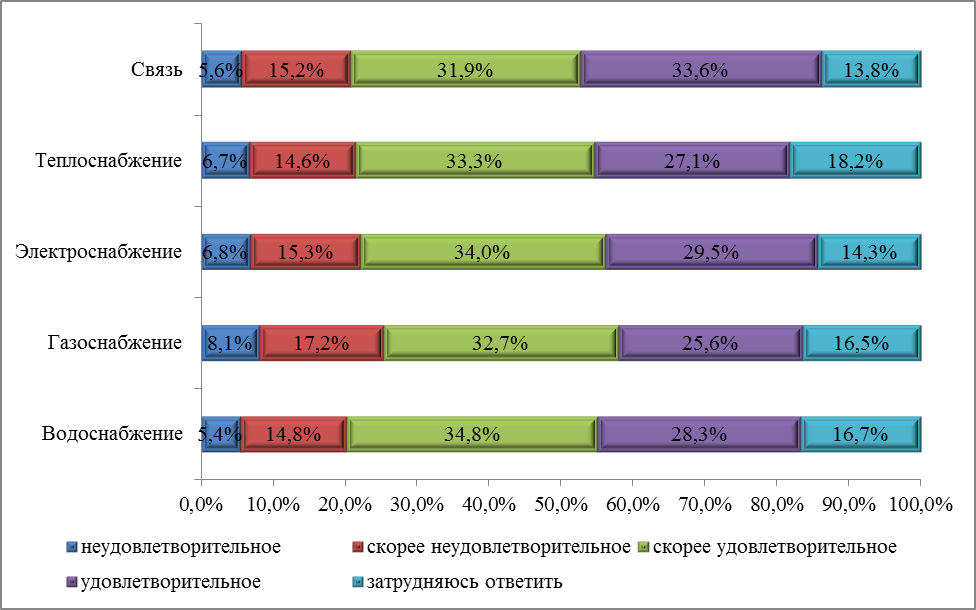 Связь 5,6% 15,2% 31,9% 33,6% 13,8%
Теплоснабжение 6,7% 14,6% 33,3% 27,1% 18,2%
Электроснабжение 6,8% 15,3% 34,0% 29,5% 14,3%
Газоснабжение 8,1% 17,2% 32,7% 25,6% 16,5%
Водоснабжение 5,4% 14,8% 34,8% 28,3% 16,7%
0,0% 10,0% 20,0% 30,0% 40,0% 50,0% 60,0% 70,0% 80,0% 90,0% 100,0%
неудовлетворительное скорее неудовлетворительное скорее удовлетворительное
удовлетворительное затрудняюсь ответить